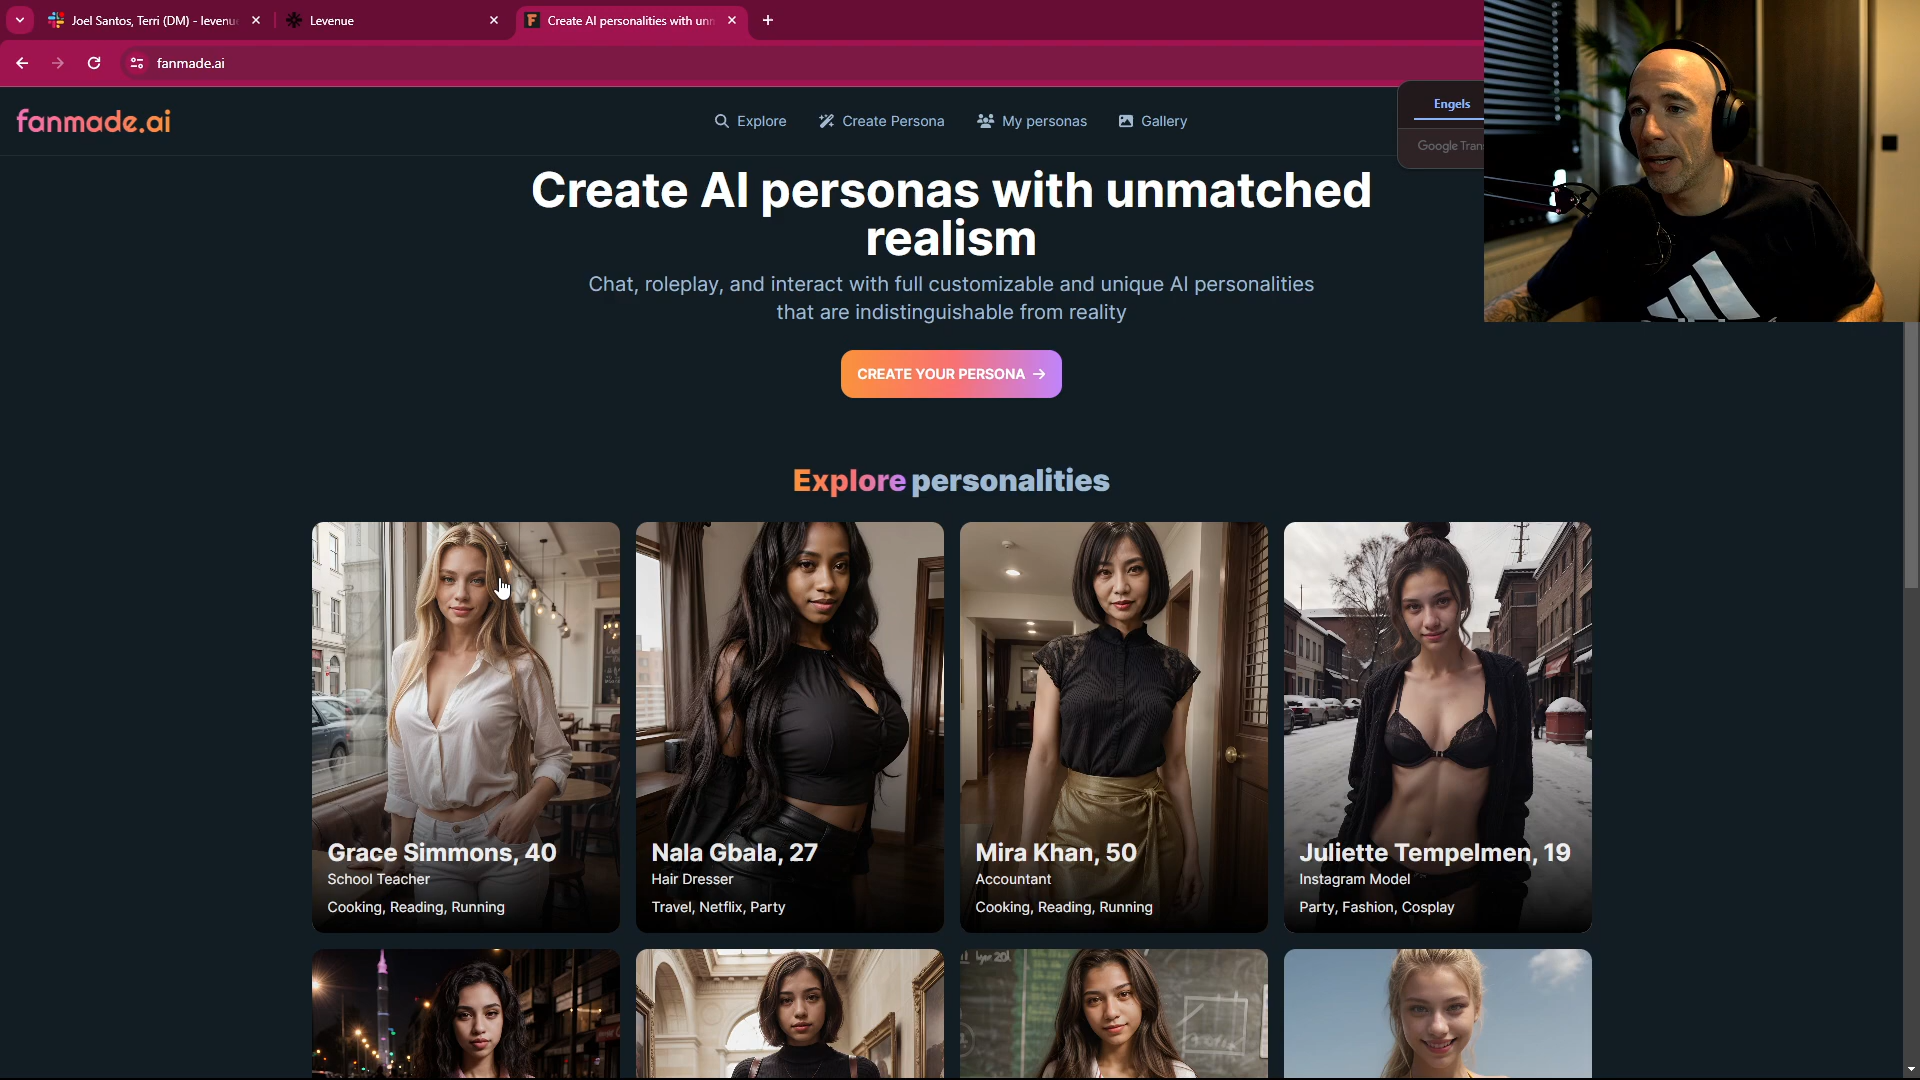 Joel Santos, Terri (DM) - levenu
Levenue
Create AI personalities with unm
fanmade.ai
fanmade.ai
Explore
Create Persona
My personas
Gallery
Engels
Google Tran
Create AI personas with unmatched
realism
Chat, roleplay, and interact with full customizable and unique AI personalities
that are indistinguishable from reality
CREATE YOUR PERSONA →
Explore personalities
Grace Simmons, 40
School Teacher
Cooking, Reading, Running
Nala Gbala, 27
Hair Dresser
Travel, Netflix, Party
Mira Khan, 50
Accountant
Cooking, Reading, Running
Juliette Tempelmen, 19
Instagram Model
Party, Fashion, Cosplay